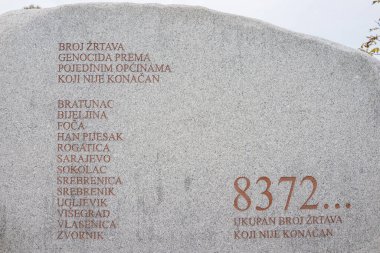 BROJ ŽRTAVA
GENOCIDA PREMA
POJEDINIM OPĆINAMA
KOJI NIJE KONAČAN
BRATUNAC
BIJELJINA
FOČA
HAN PIJESAK
ROGATICA
SARAJEVO
SOKOLAC
SREBRENICA
SREBRENIK
UGLJEVIK
VIŠEGRAD
VLASENICA
ZVORNIK
8372...
UKUPAN BROJ ŽRTAVA
KOJI NIJE KONAČAN